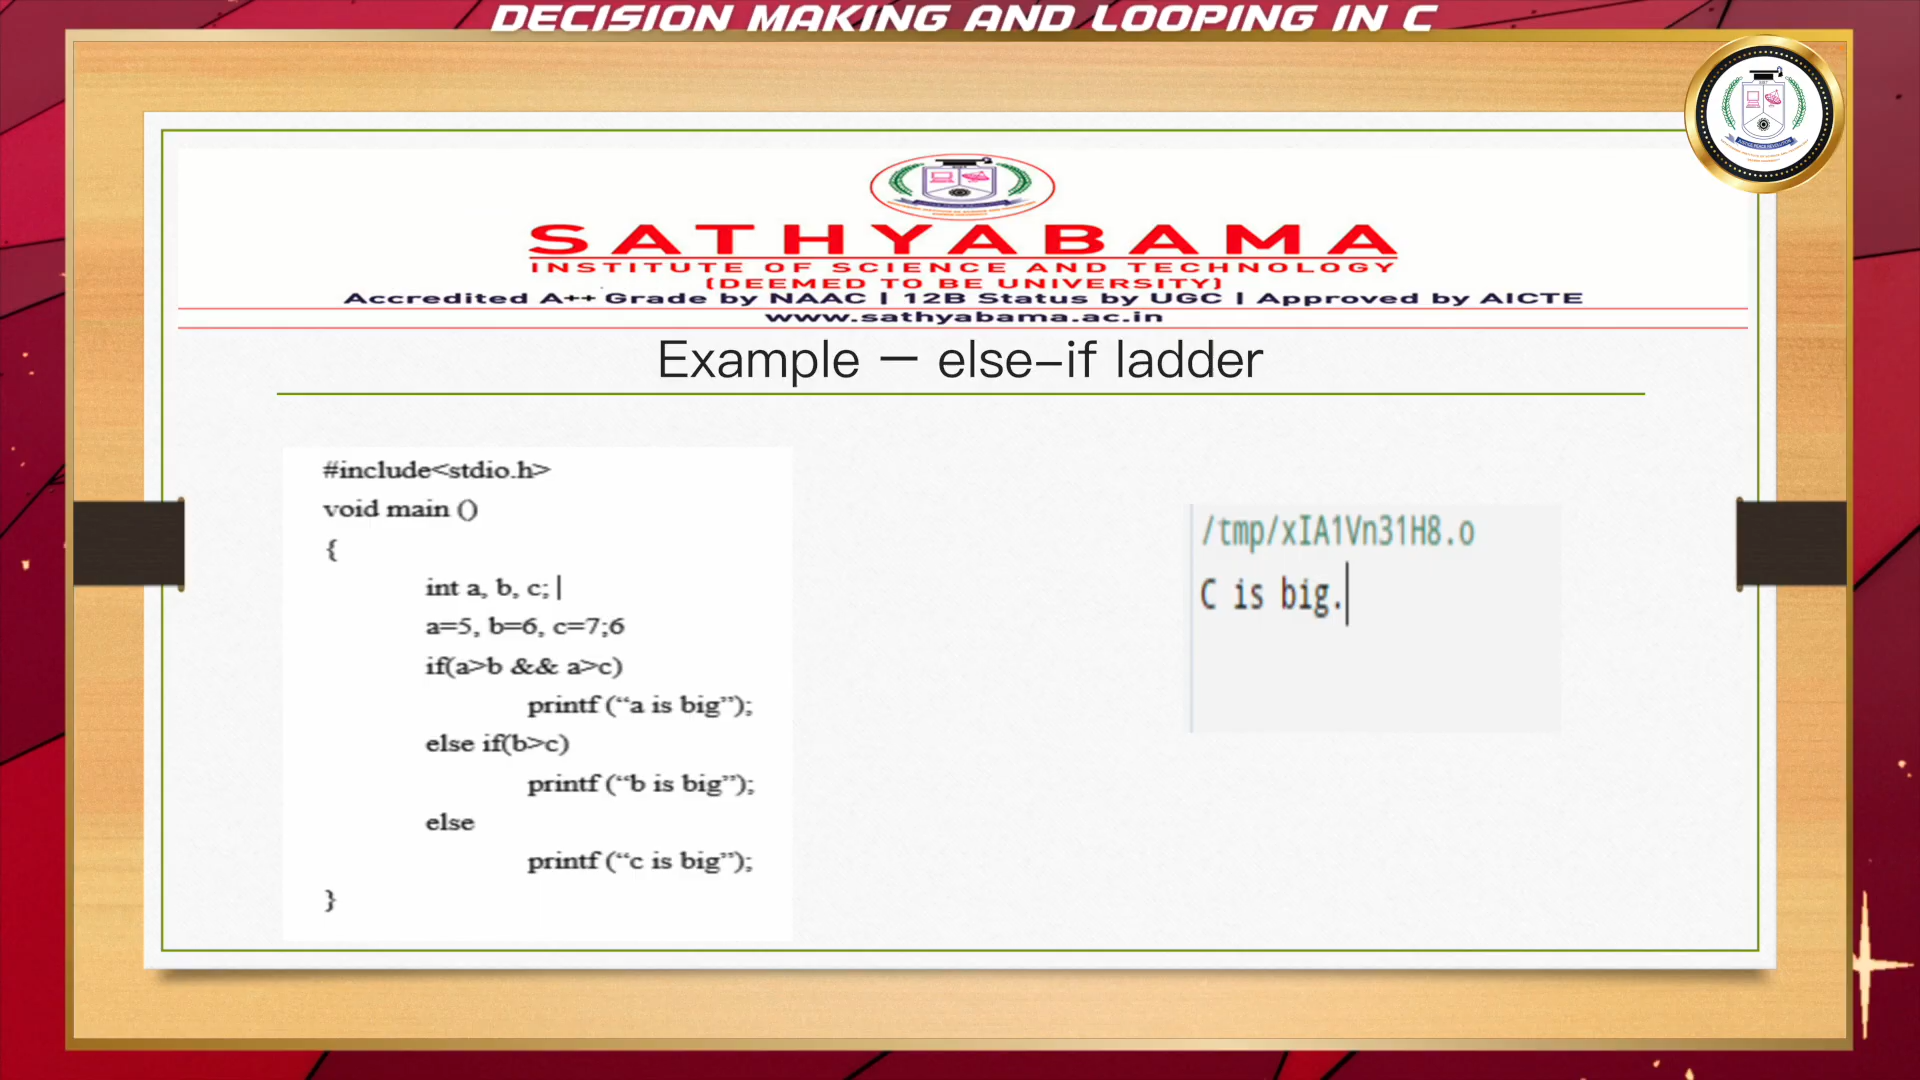 DECISION MAKING AND LOOPING IN C
SATHYABAMA
INSTITUTE OF SCIENCE AND TECHNOLOGY
(DEEMED TO BE UNIVERSITY)
Accredited A++ Grade by NAAC | 12B Status by UGC | Approved by AICTE
www.sathyabama.ac.in
Example – else-if ladder
#include<stdio.h>
void main ()
{
int a, b, c; |
a=5, b=6, c=7;6
if(a>b && a>c)
printf (“a is big”);
else if(b>c)
printf (“b is big”);
else
printf (“c is big”);
}
/tmp/xIA1Vn31H8.o
C is big.